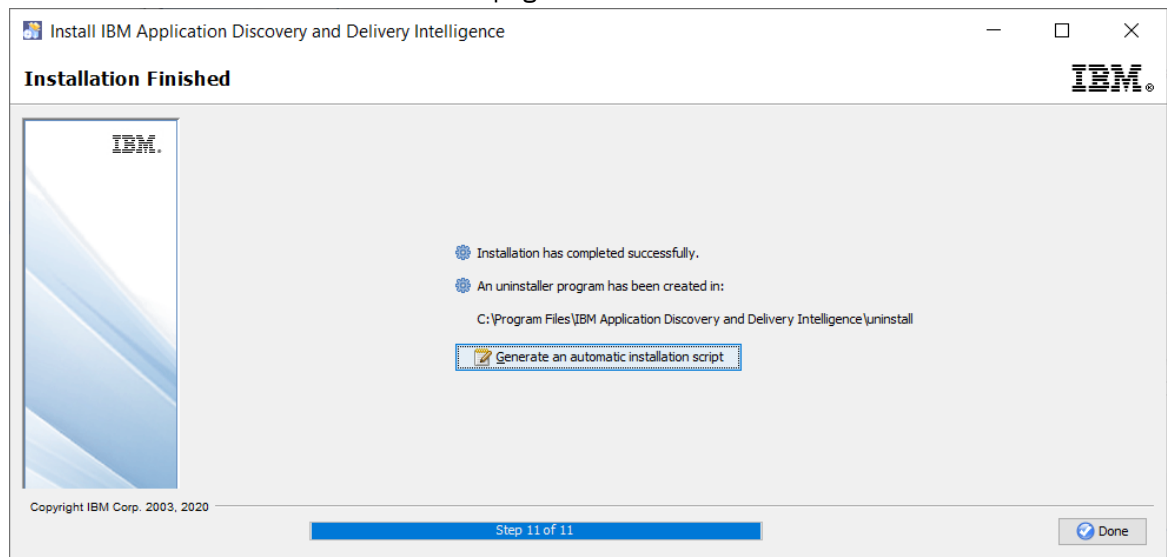 Install IBM Application Discovery and Delivery Intelligence
Installation Finished
IBM®
IBM.
Installation has completed successfully.
An uninstaller program has been created in:
C:\Program Files\IBM Application Discovery and Delivery Intelligence\uninstall
Generate an automatic installation script
Copyright IBM Corp. 2003, 2020
Step 11 of 11
Done